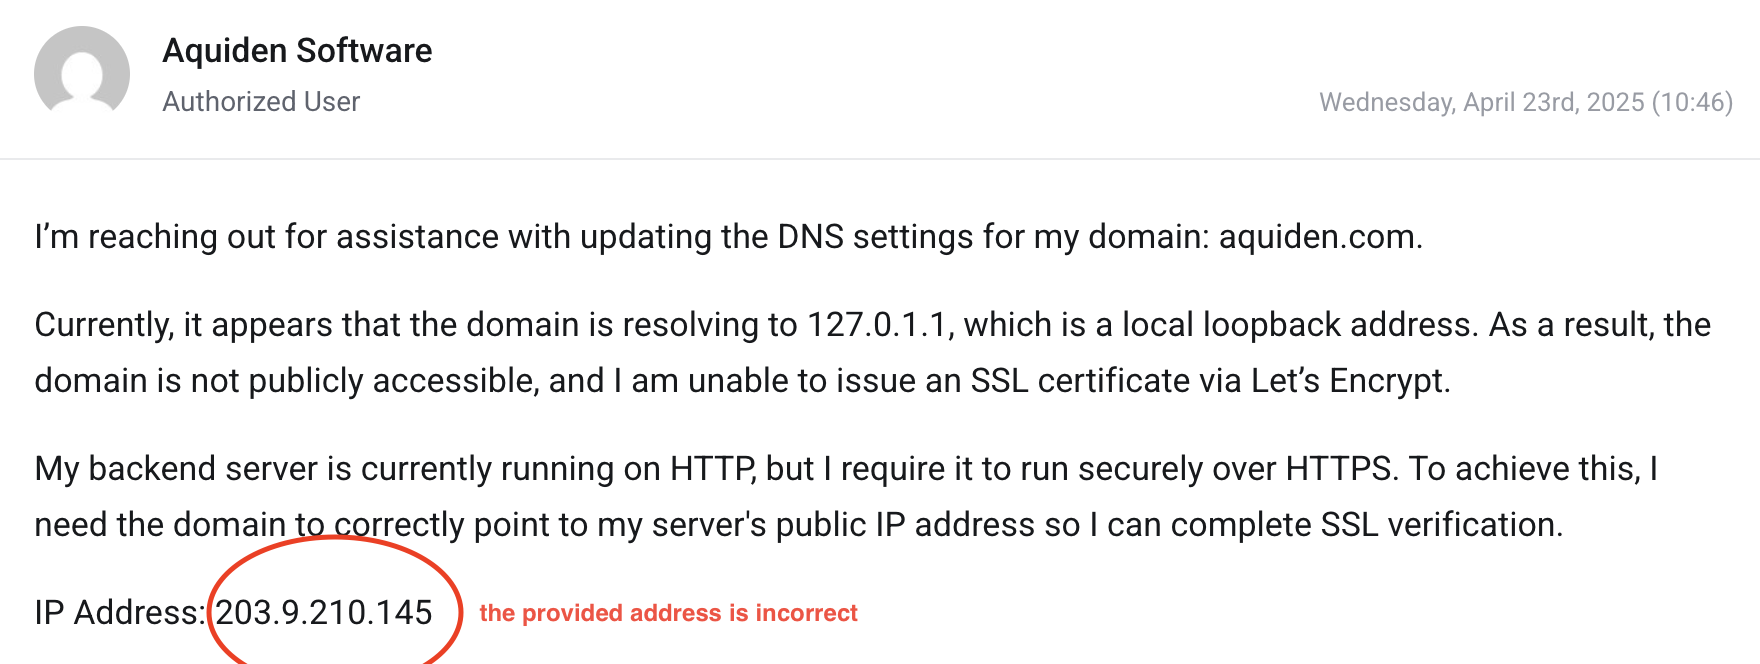 Aquiden Software
Authorized User
Wednesday, April 23rd, 2025 (10:46)
I’m reaching out for assistance with updating the DNS settings for my domain: aquiden.com.
Currently, it appears that the domain is resolving to 127.0.1.1, which is a local loopback address. As a result, the
domain is not publicly accessible, and I am unable to issue an SSL certificate via Let’s Encrypt.
My backend server is currently running on HTTP, but I require it to run securely over HTTPS. To achieve this, I
need the domain to correctly point to my server's public IP address so I can complete SSL verification.
IP Address: 203.9.210.145 the provided address is incorrect